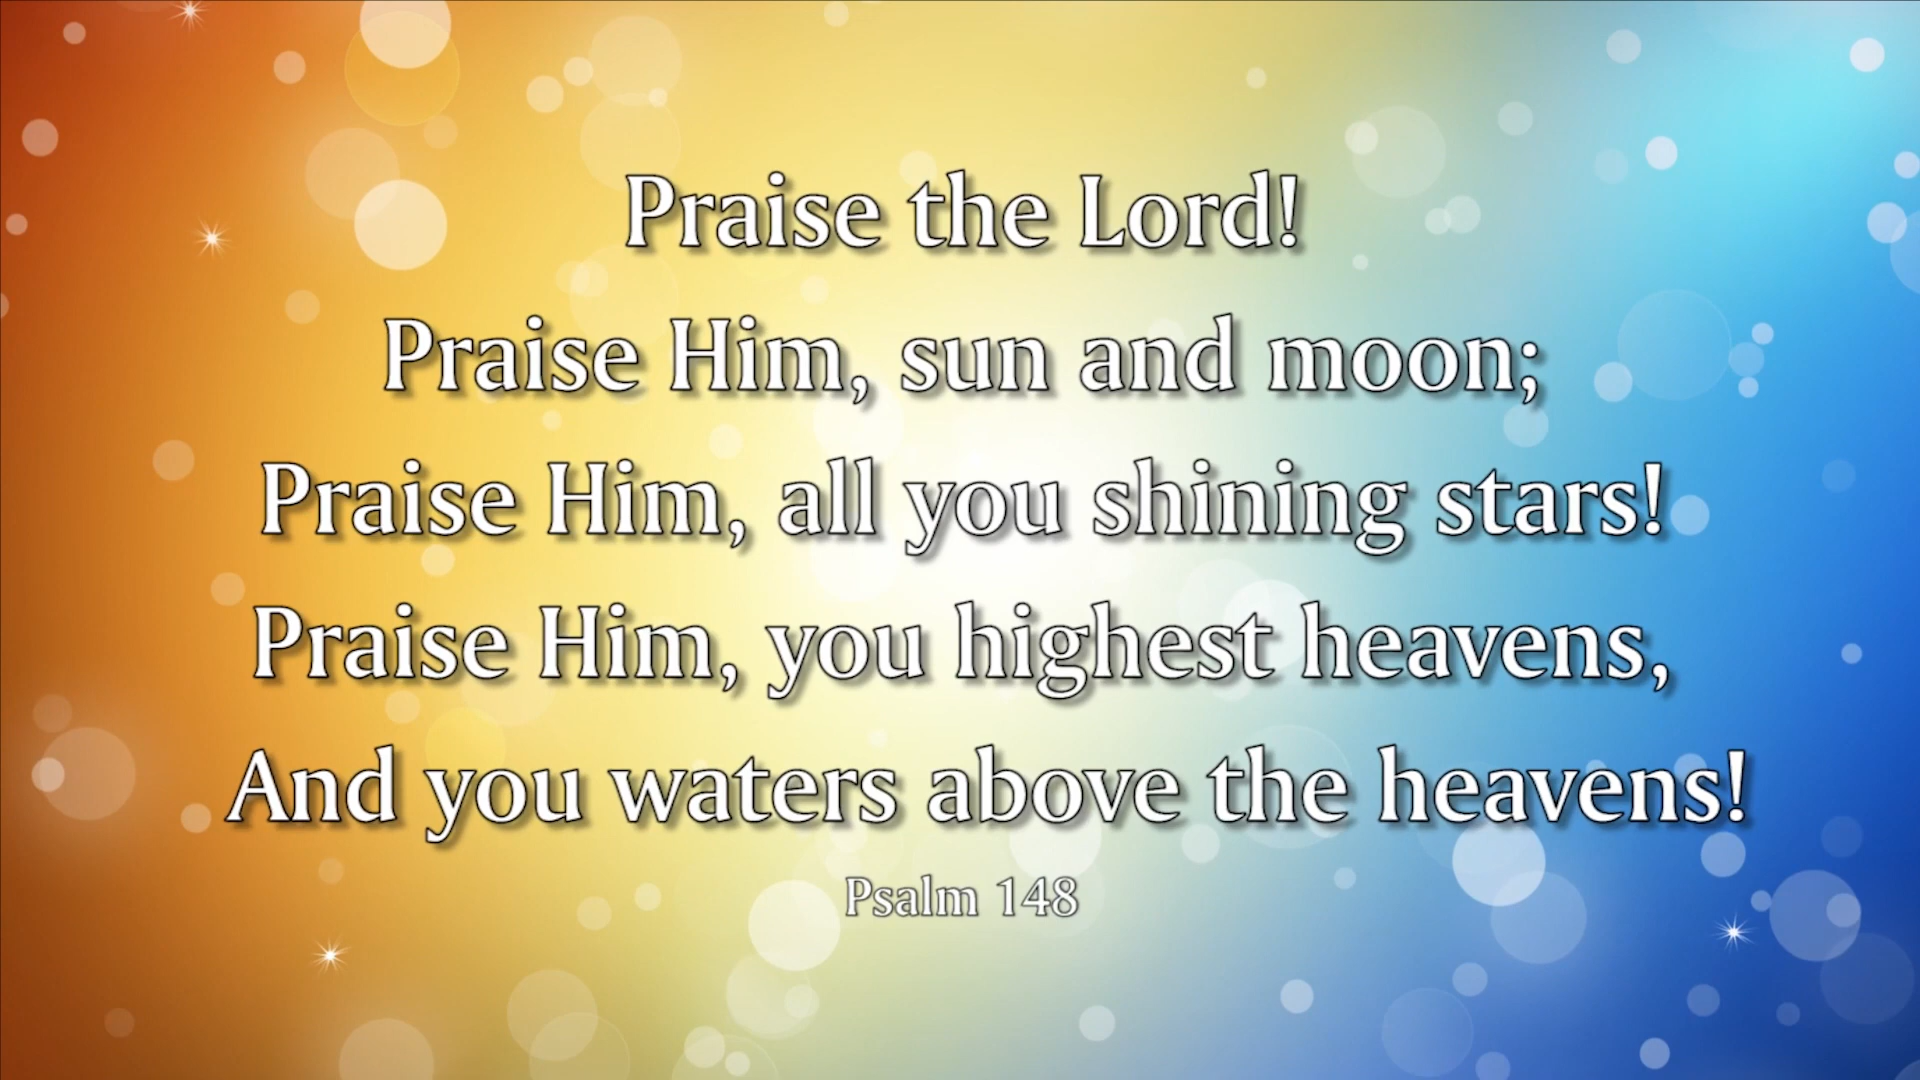 Praise the Lord!
Praise Him, sun and moon;
Praise Him, all you shining stars!
Praise Him, you highest heavens,
And you waters above the heavens!
Psalm 148